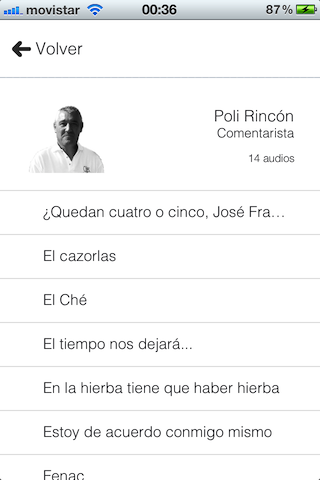 movistar 00:36 87%
Volver
Poli Rincón
Comentarista
14 audios
¿Quedan cuatro o cinco, José Fra…
El cazorlas
El Ché
El tiempo nos dejará...
En la hierba tiene que haber hierba
Estoy de acuerdo conmigo mismo
Fenac